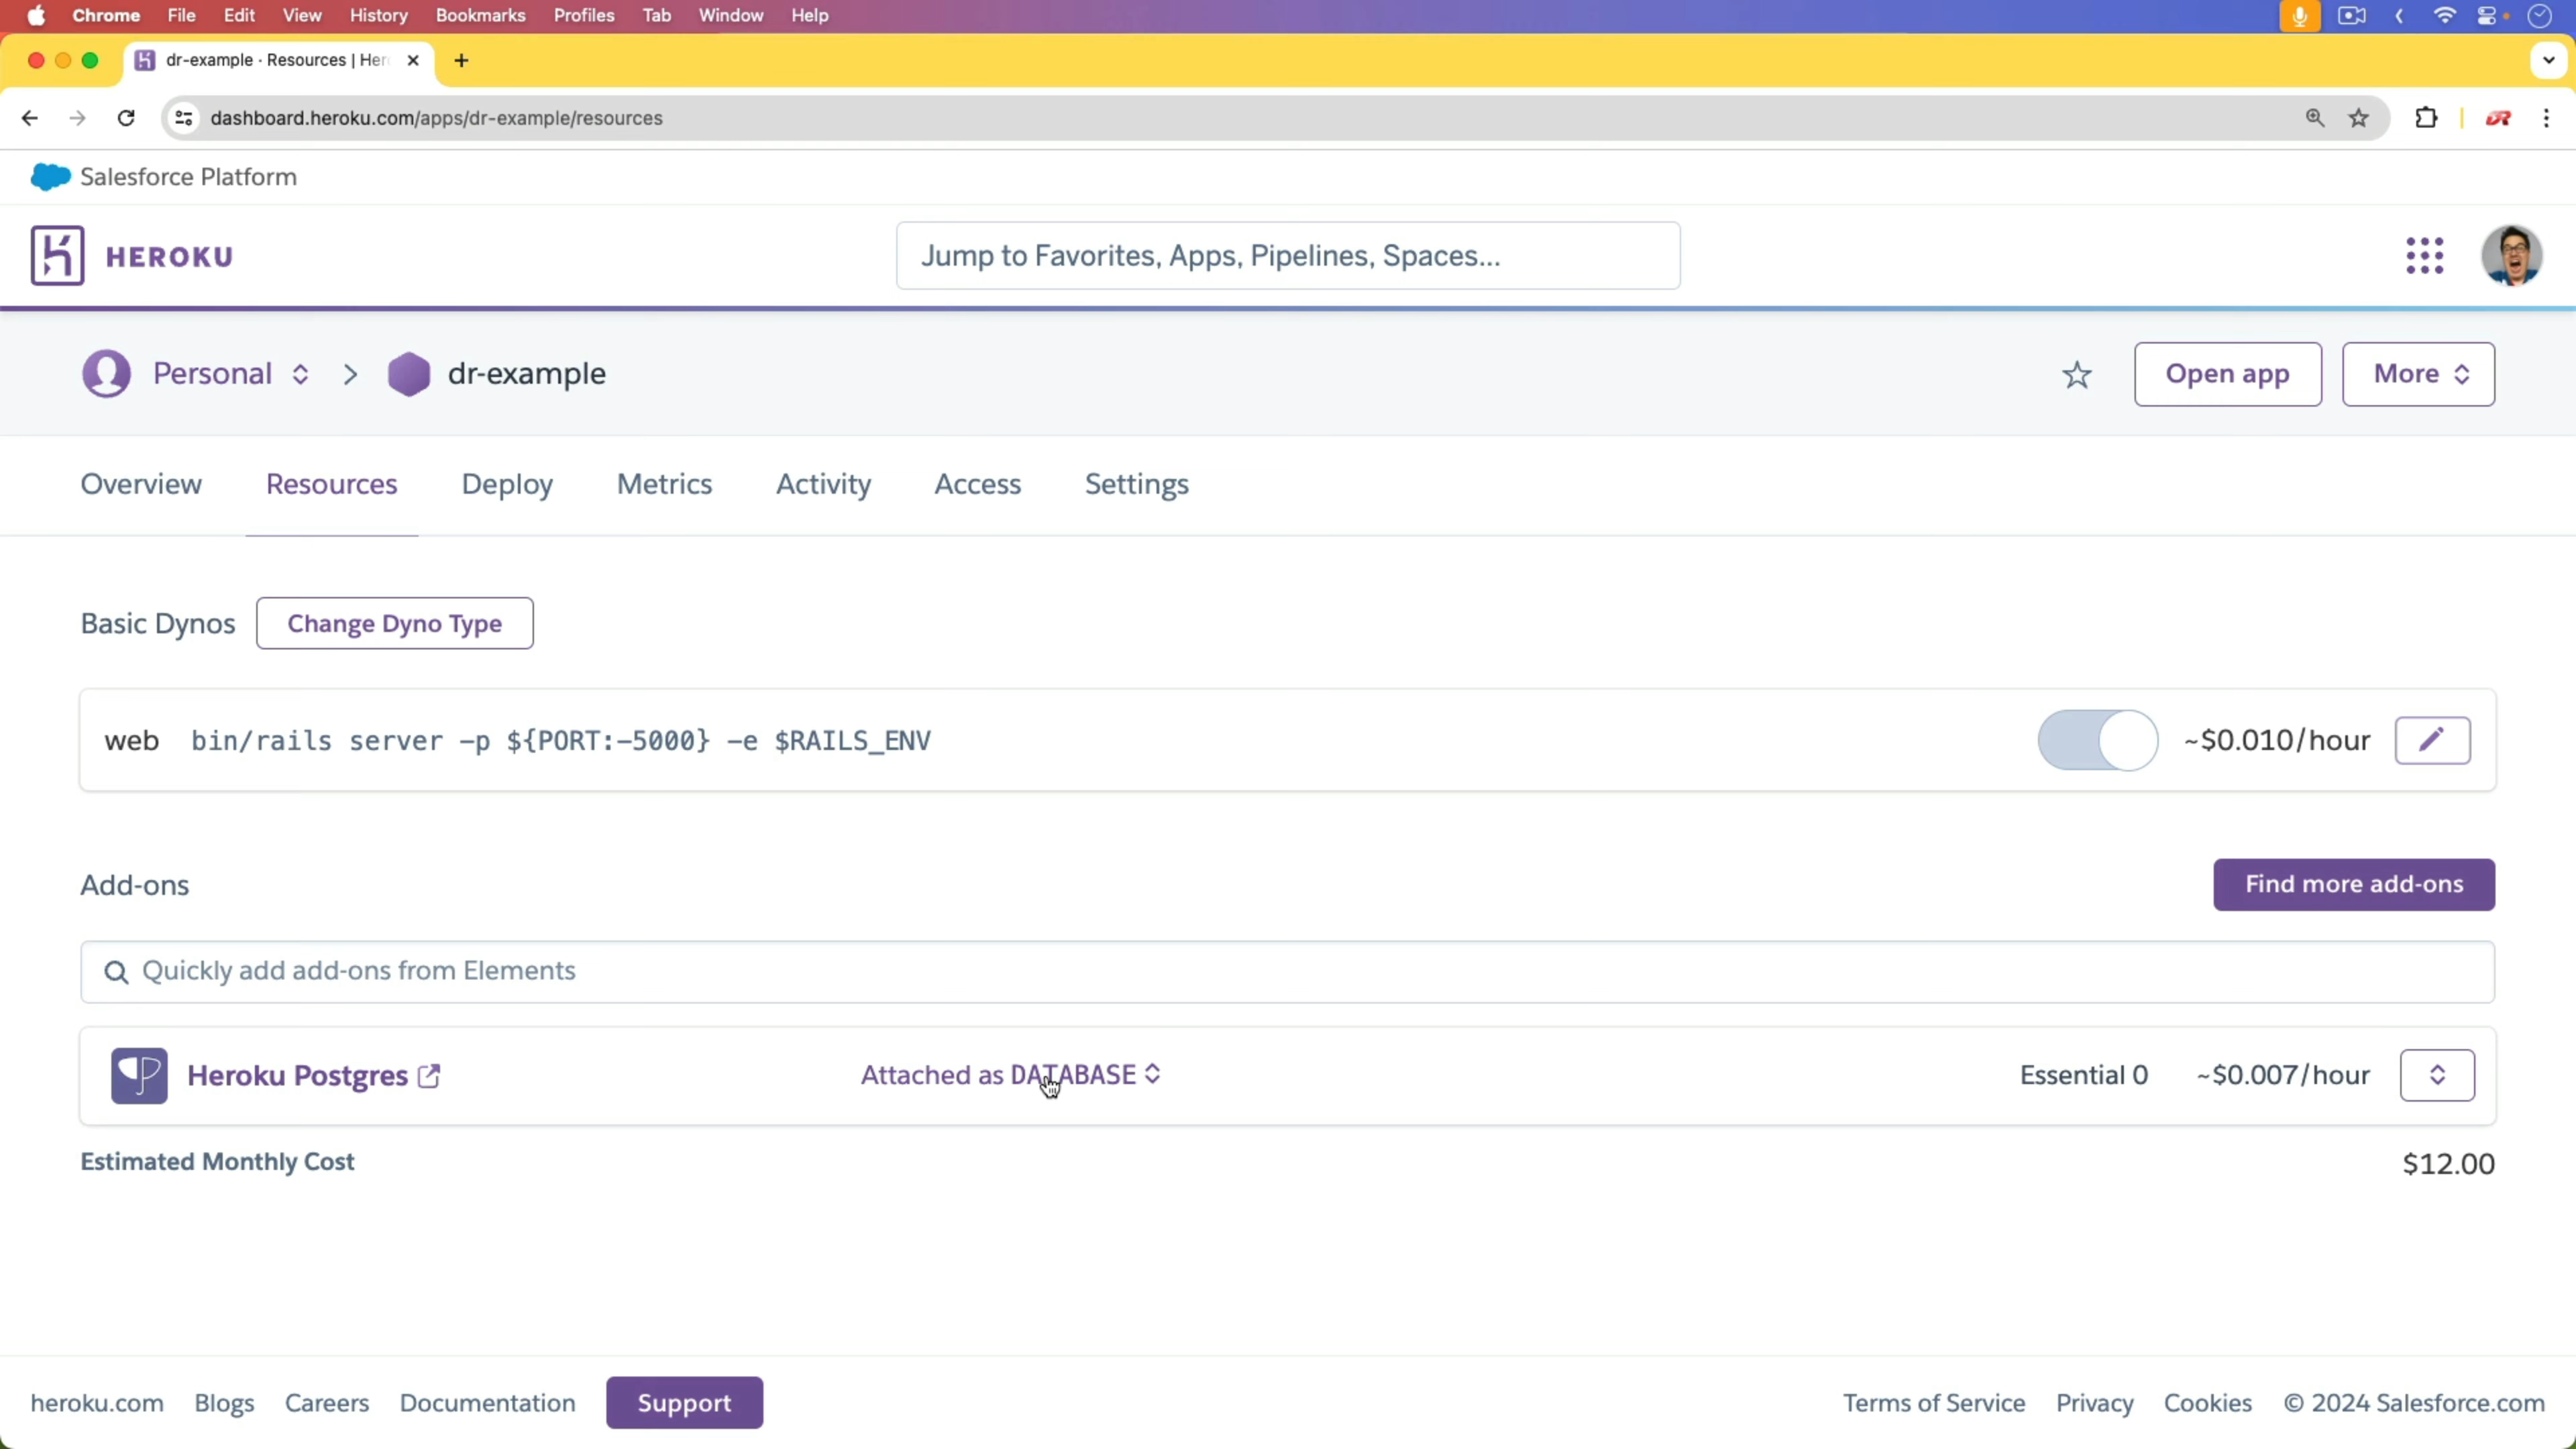 Chrome File Edit View History Bookmarks Profiles Tab Window Help
dr-example · Resources | Her
dashboard.heroku.com/apps/dr-example/resources
Salesforce Platform
HEROKU
Jump to Favorites, Apps, Pipelines, Spaces...
Personal dr-example Open app More
Overview Resources Deploy Metrics Activity Access Settings
Basic Dynos Change Dyno Type
web bin/rails server -p ${PORT:-5000} -e $RAILS_ENV ~$0.010/hour
Add-ons Find more add-ons
Quickly add add-ons from Elements
Heroku Postgres Attached as DATABASE Essential 0 ~$0.007/hour
Estimated Monthly Cost $12.00
heroku.com Blogs Careers Documentation Support Terms of Service Privacy Cookies © 2024 Salesforce.com